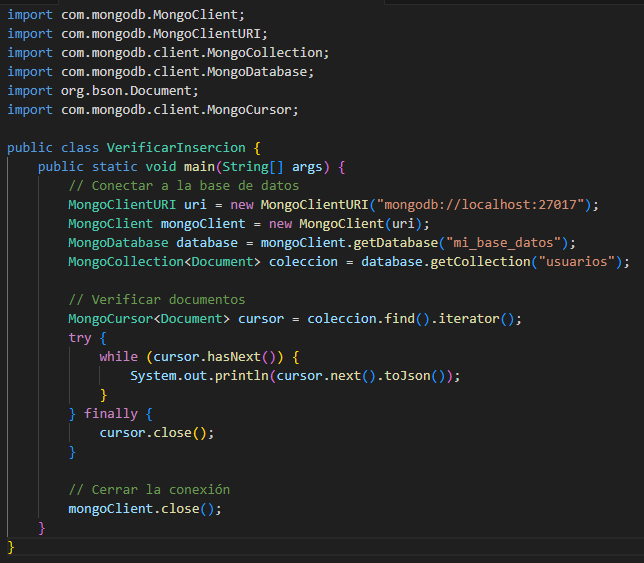 import com.mongodb.MongoClient;
import com.mongodb.MongoClientURI;
import com.mongodb.client.MongoCollection;
import com.mongodb.client.MongoDatabase;
import org.bson.Document;
import com.mongodb.client.MongoCursor;

public class VerificarInsercion {
    public static void main(String[] args) {
        // Conectar a la base de datos
        MongoClientURI uri = new MongoClientURI("mongodb://localhost:27017");
        MongoClient mongoClient = new MongoClient(uri);
        MongoDatabase database = mongoClient.getDatabase("mi_base_datos");
        MongoCollection<Document> coleccion = database.getCollection("usuarios");

        // Verificar documentos
        MongoCursor<Document> cursor = coleccion.find().iterator();
        try {
            while (cursor.hasNext()) {
                System.out.println(cursor.next().toJson());
            }
        } finally {
            cursor.close();
        }

        // Cerrar la conexión
        mongoClient.close();
    }
}